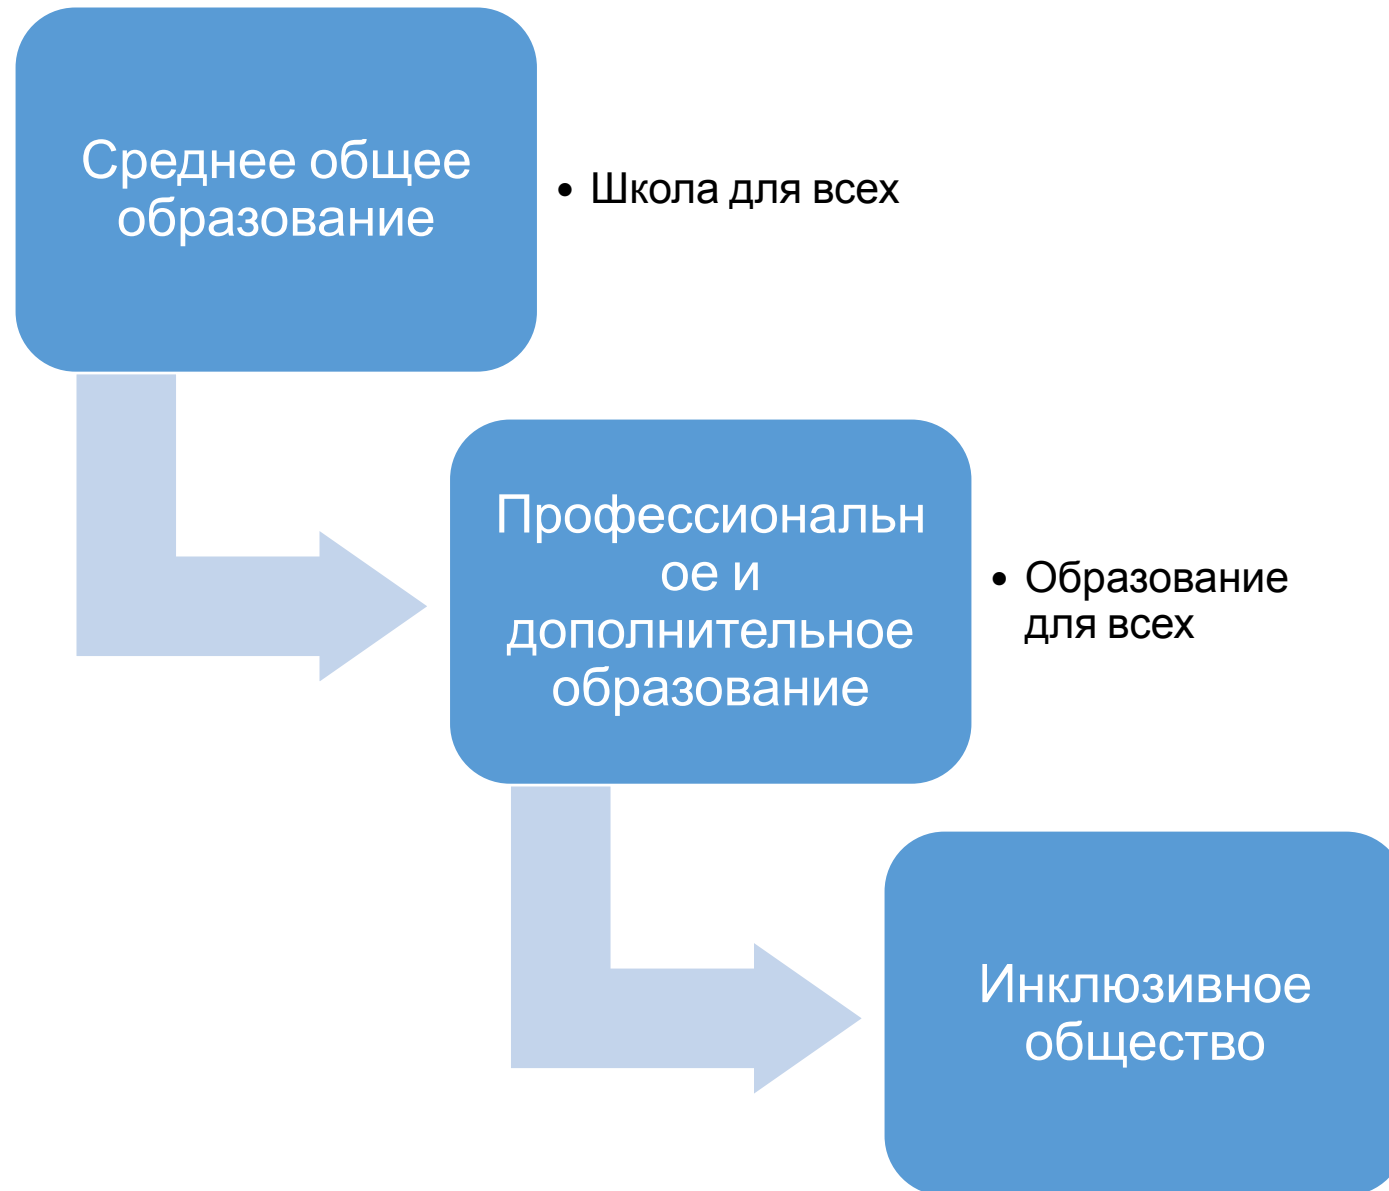 Среднее общее
образование
• Школа для всех
Профессиональн
ое и
дополнительное
образование
• Образование
для всех
Инклюзивное
общество